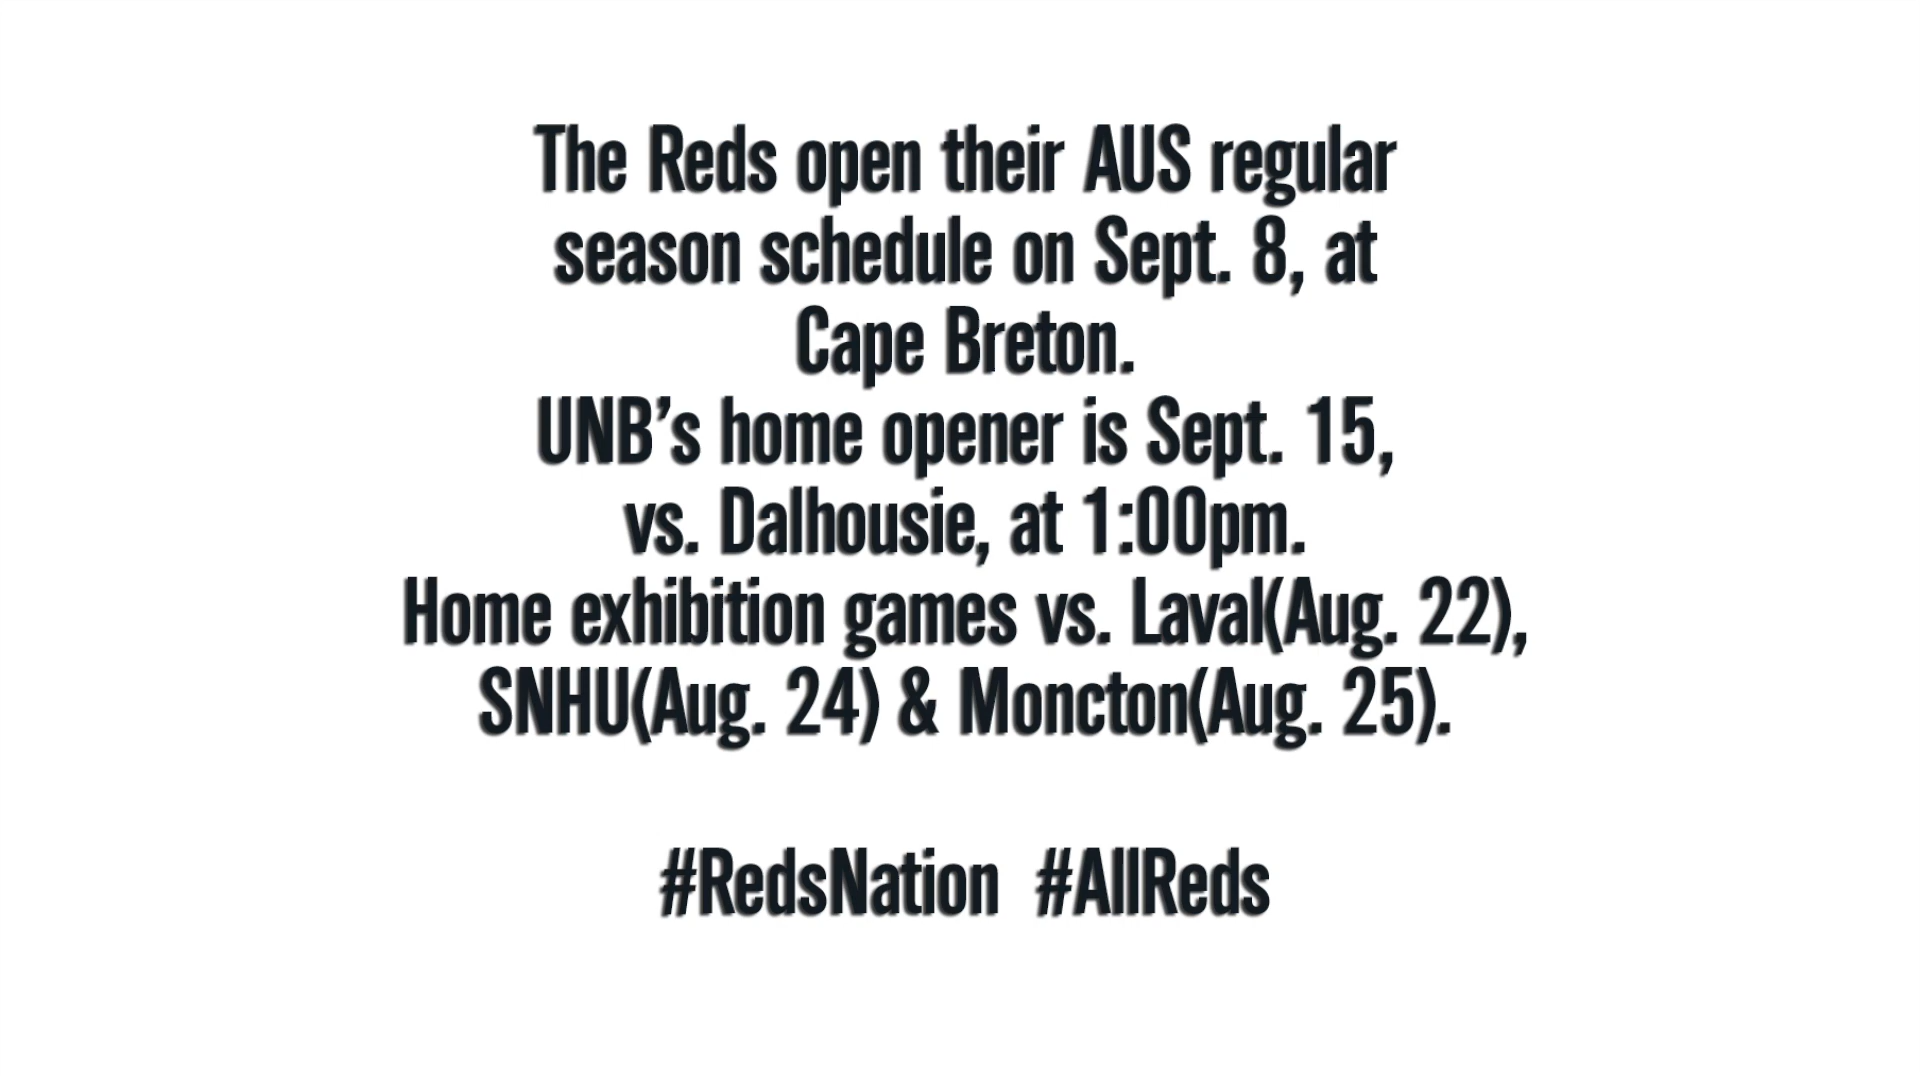 The Reds open their AUS regular
season schedule on Sept. 8, at
Cape Breton.
UNB’s home opener is Sept. 15,
vs. Dalhousie, at 1:00pm.
Home exhibition games vs. Laval(Aug. 22),
SNHU(Aug. 24) & Moncton(Aug. 25).
#RedsNation #AllReds